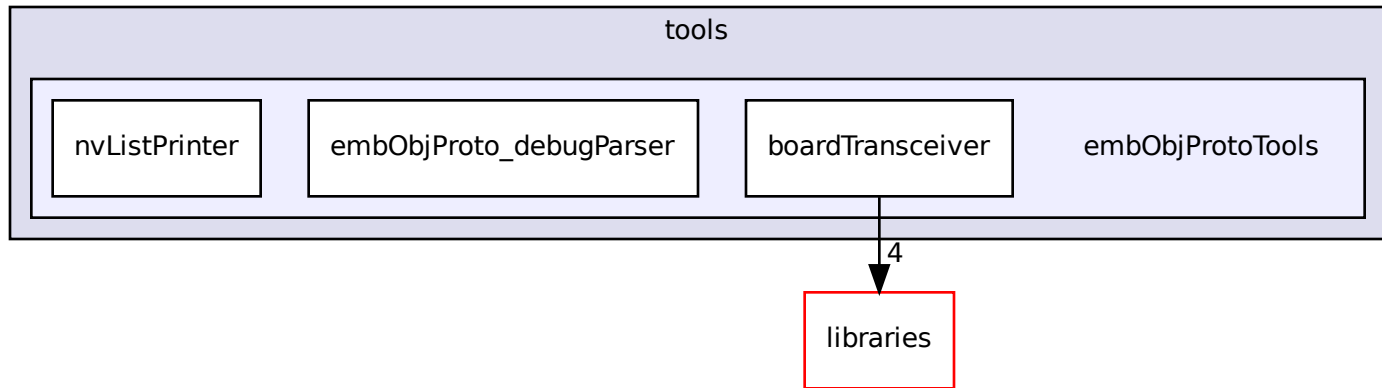 tools
nvListPrinter
embObjProto_debugParser
boardTransceiver
embObjProtoTools
4
libraries